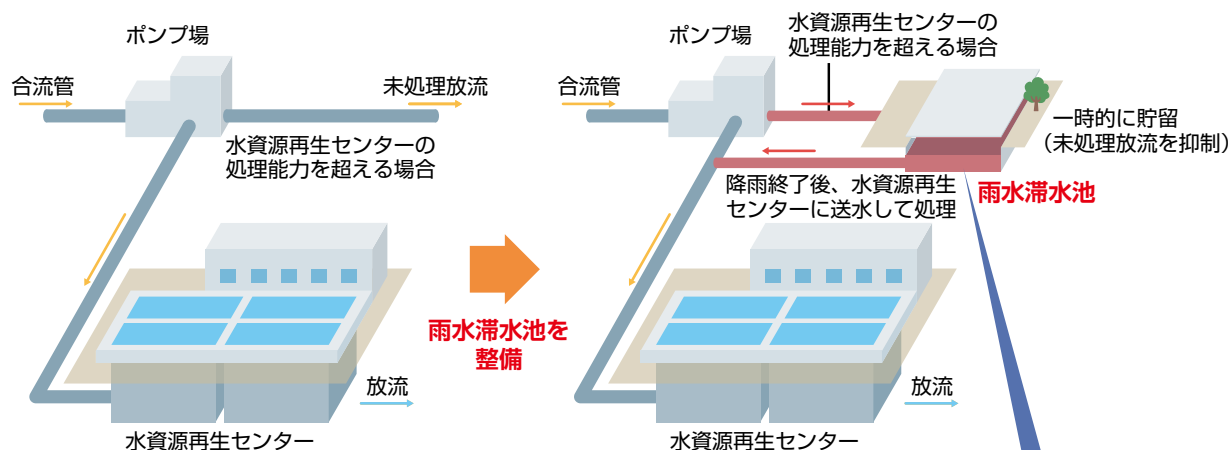 ポンプ場
合流管
未処理放流
水資源再生センターの
処理能力を超える場合
放流
水資源再生センター
雨水滞水池を
整備
水資源再生センターの
処理能力を超える場合
ポンプ場
合流管
一時的に貯留
（未処理放流を抑制）
降雨終了後、水資源再生
センターに送水して処理
雨水滞水池
放流
水資源再生センター